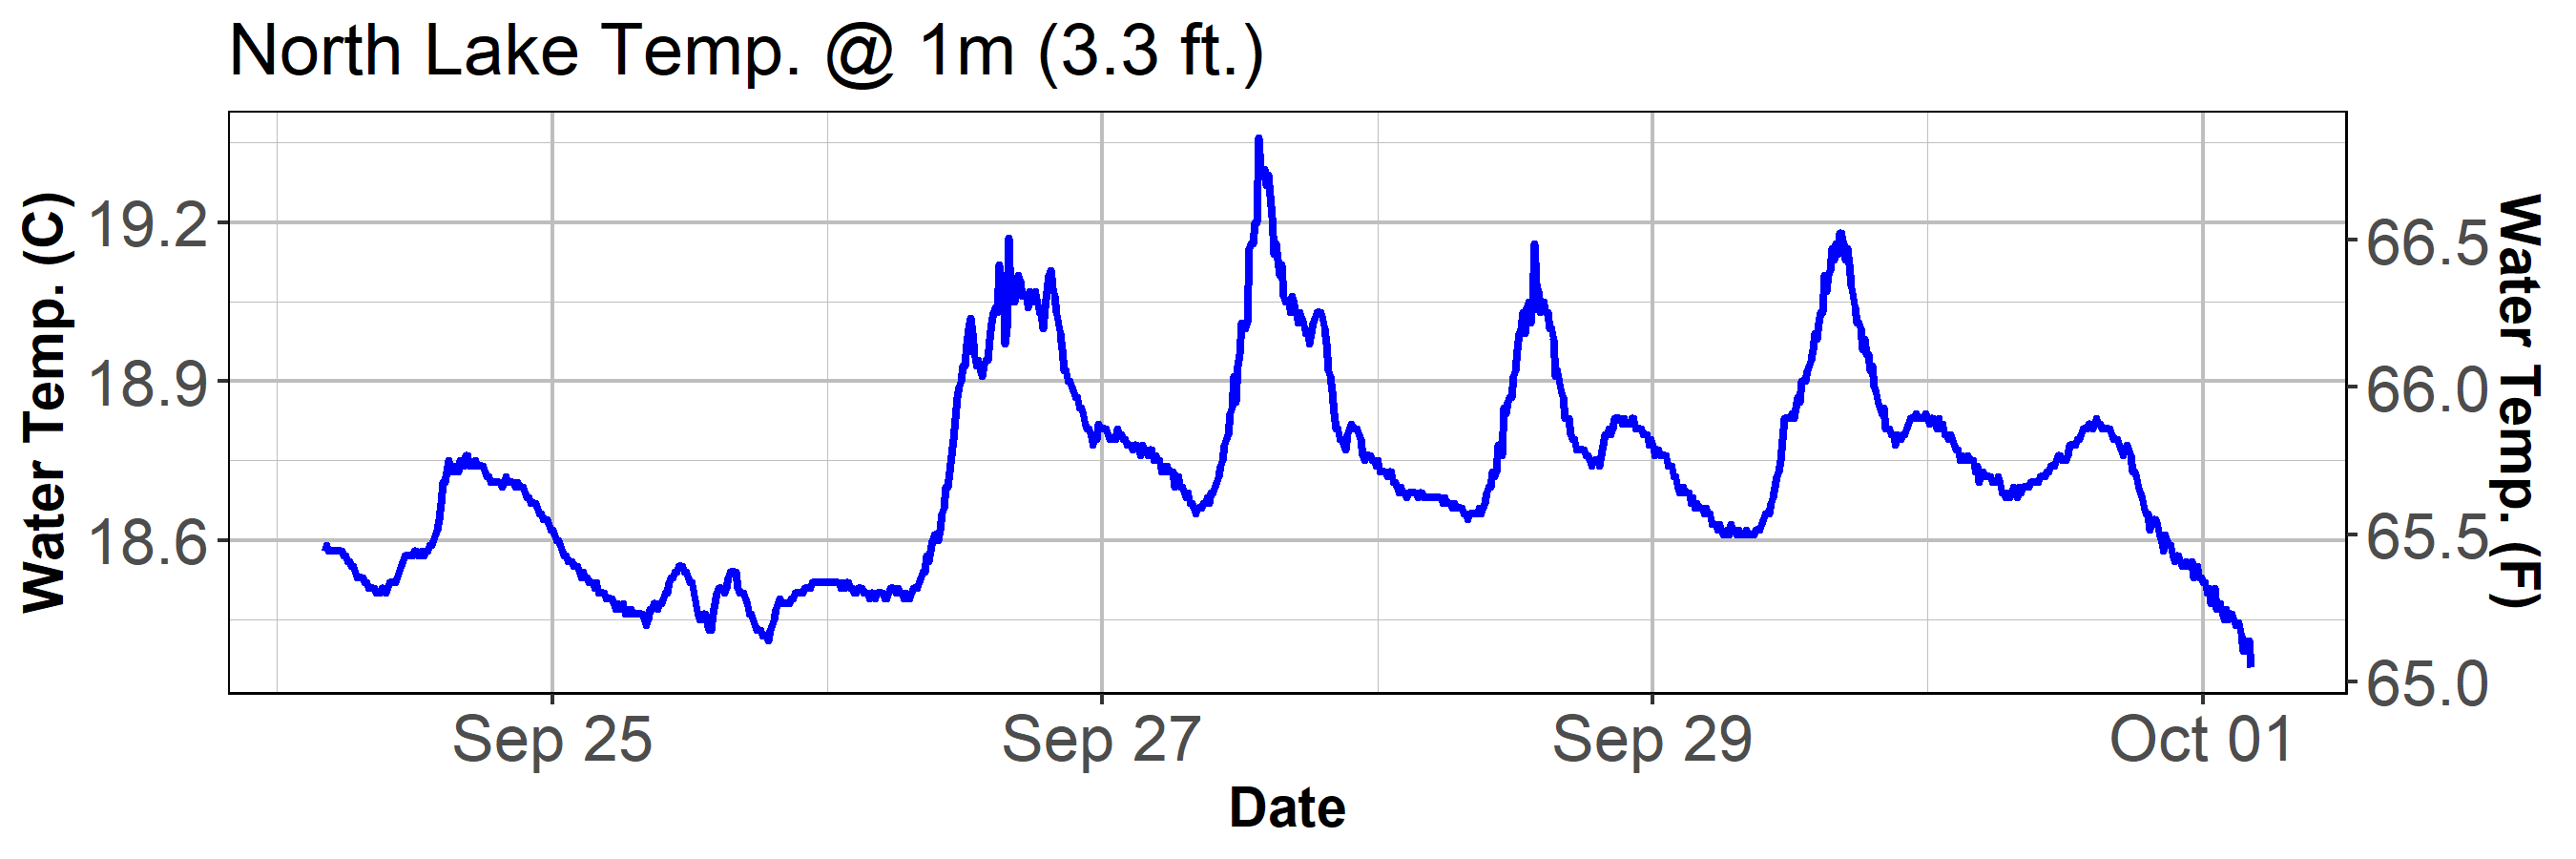 North Lake Temp. @ 1m (3.3 ft.)
Water Temp. (C)
19.2
18.9
18.6
66.5
66.0
65.5
65.0
Water Temp. (F)
Sep 25
Sep 27
Sep 29
Oct 01
Date